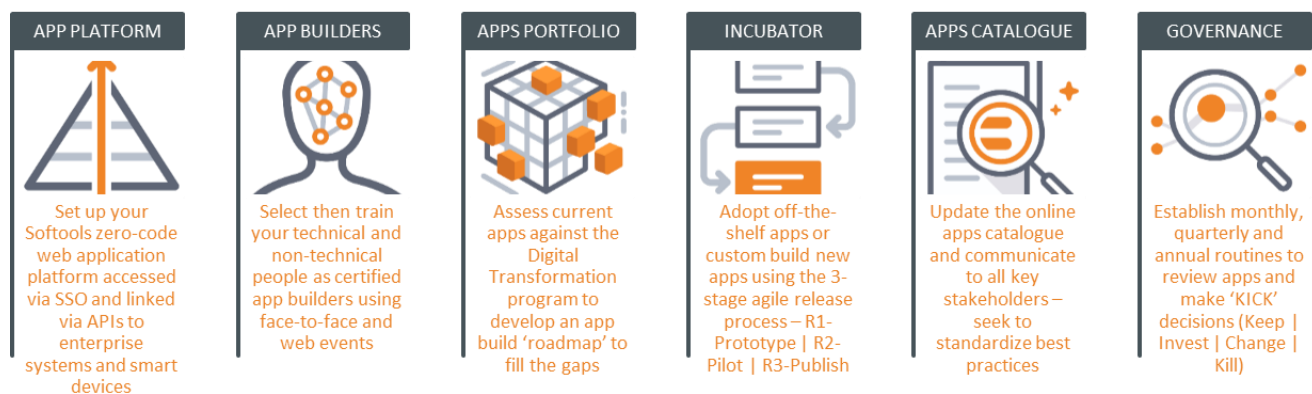 APP PLATFORM
Set up your
Softools zero-code
web application
platform accessed
via SSO and linked
via APIs to
enterprise
systems and smart
devices
APP BUILDERS
Select then train
your technical and
non-technical
people as certified
app builders using
face-to-face and
web events
APPS PORTFOLIO
Assess current
apps against the
Digital
Transformation
program to
develop an app
build ‘roadmap’ to
fill the gaps
INCUBATOR
Adopt off-the-
shelf apps or
custom build new
apps using the 3-
stage agile release
process – R1-
Prototype | R2-
Pilot | R3-Publish
APPS CATALOGUE
Update the online
apps catalogue
and communicate
to all key
stakeholders –
seek to
standardize best
practices
GOVERNANCE
Establish monthly,
quarterly and
annual routines to
review apps and
make ‘KICK’
decisions (Keep |
Invest | Change |
Kill)